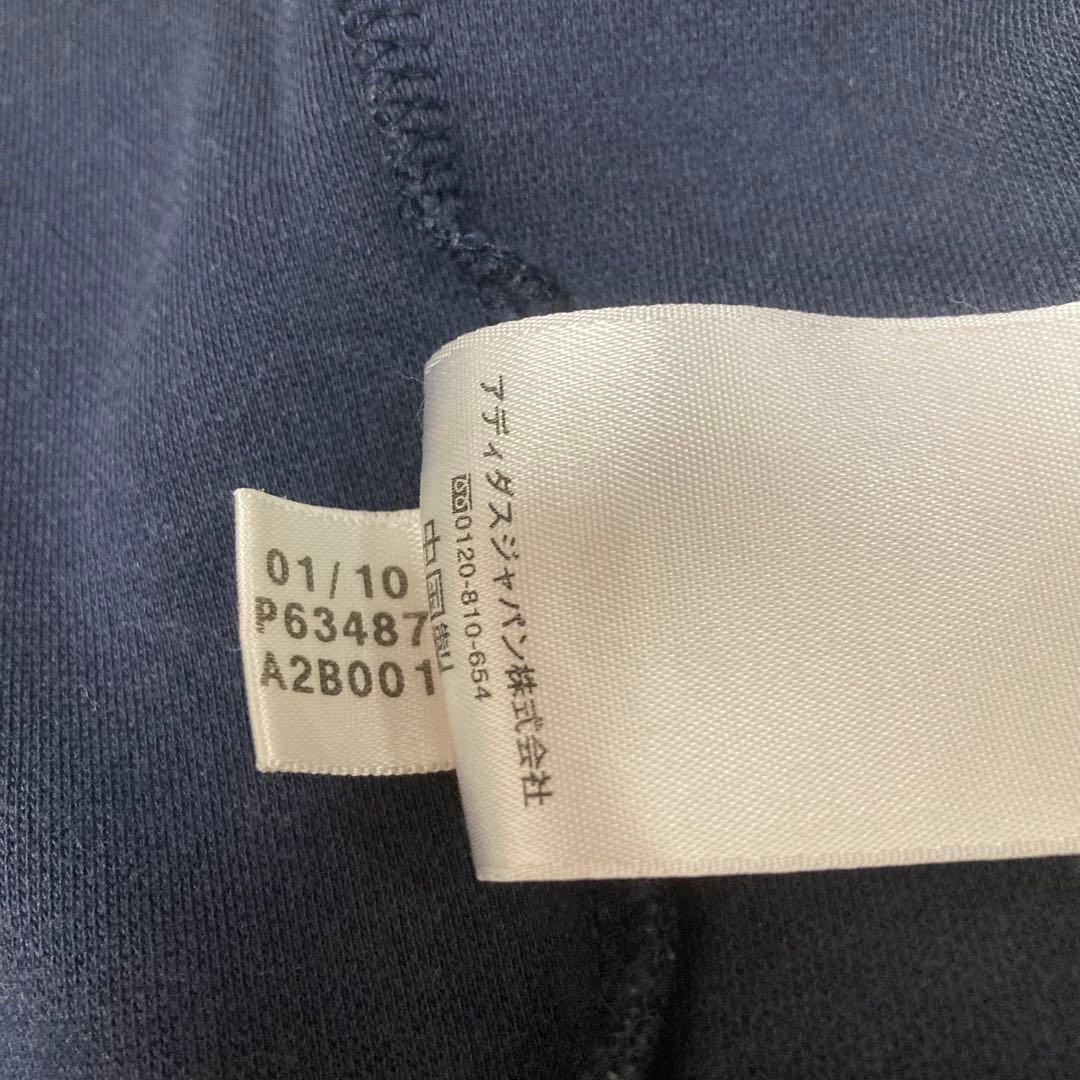 アディダスジャパン株式会社
0120-810-654
中国製
01/10
P63487
A2B001